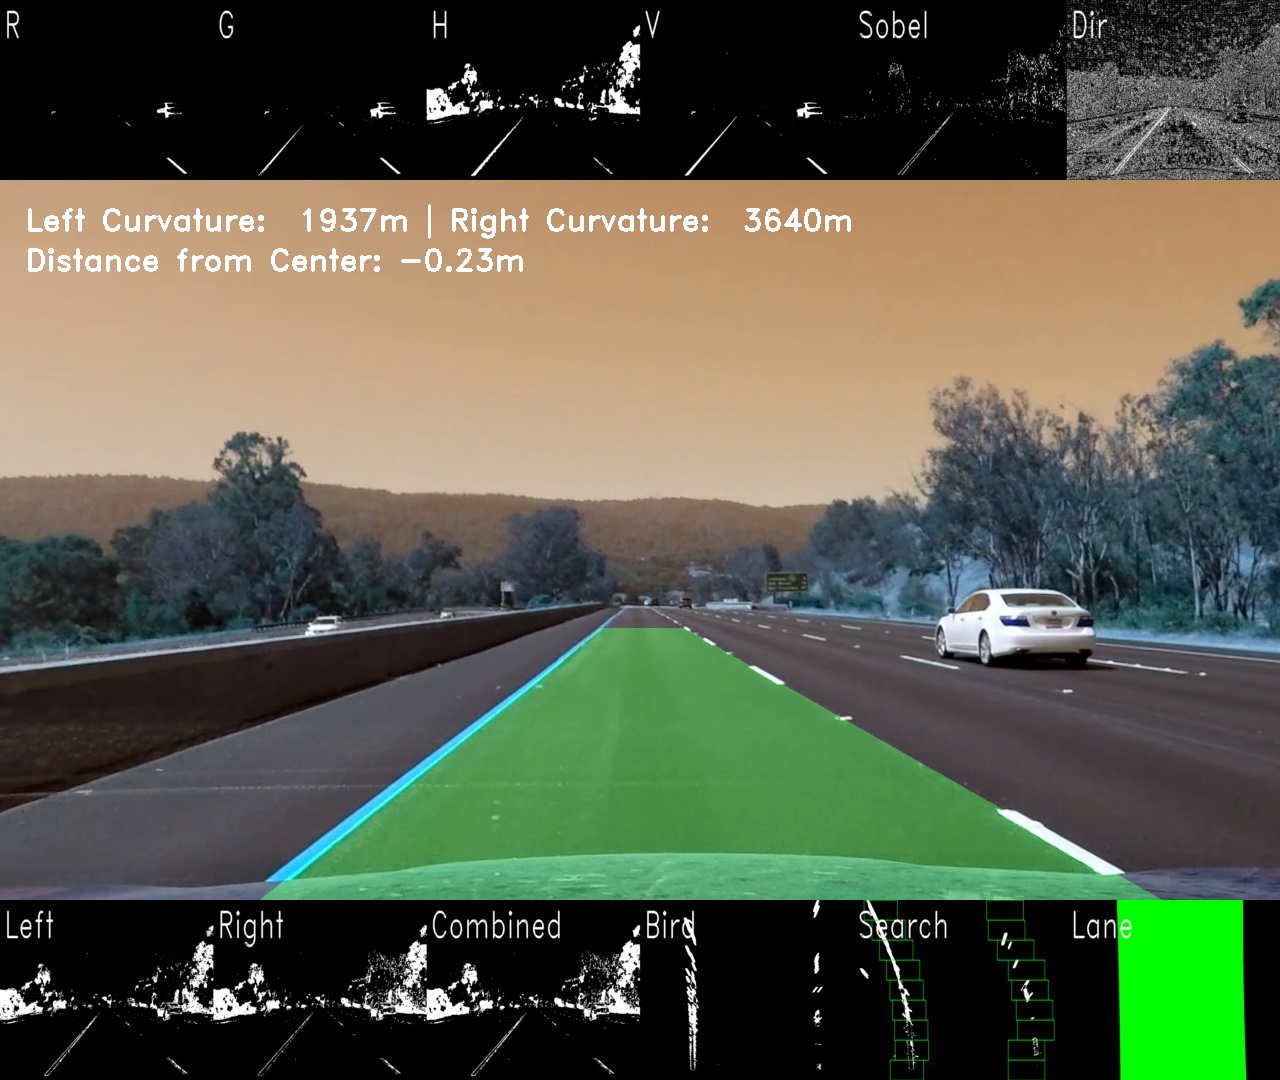 R G H V Sobel Dir
Left Curvature: 1937m | Right Curvature: 3640m
Distance from Center: -0.23m
Left Right Combined Bird Search Lane